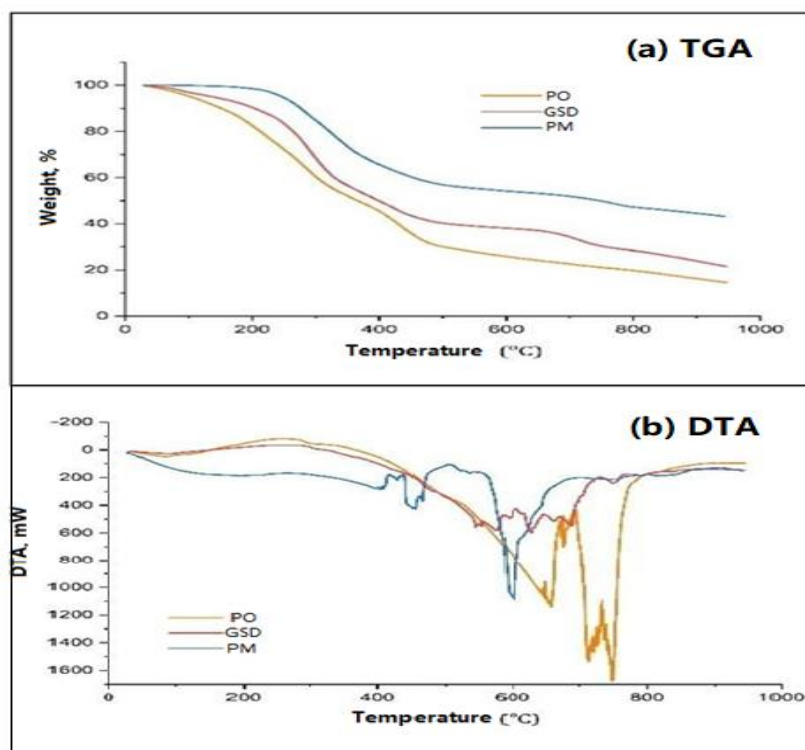 (a) TGA
100
80
60
40
20
0
Weight, %
PO
GSD
PM
0 200 400 600 800 1000
Temperature (°C)
(b) DTA
-200
0
200
400
600
800
1000
1200
1400
1600
DTA, mW
PO
GSD
PM
0 200 400 600 800 1000
Temperature (°C)